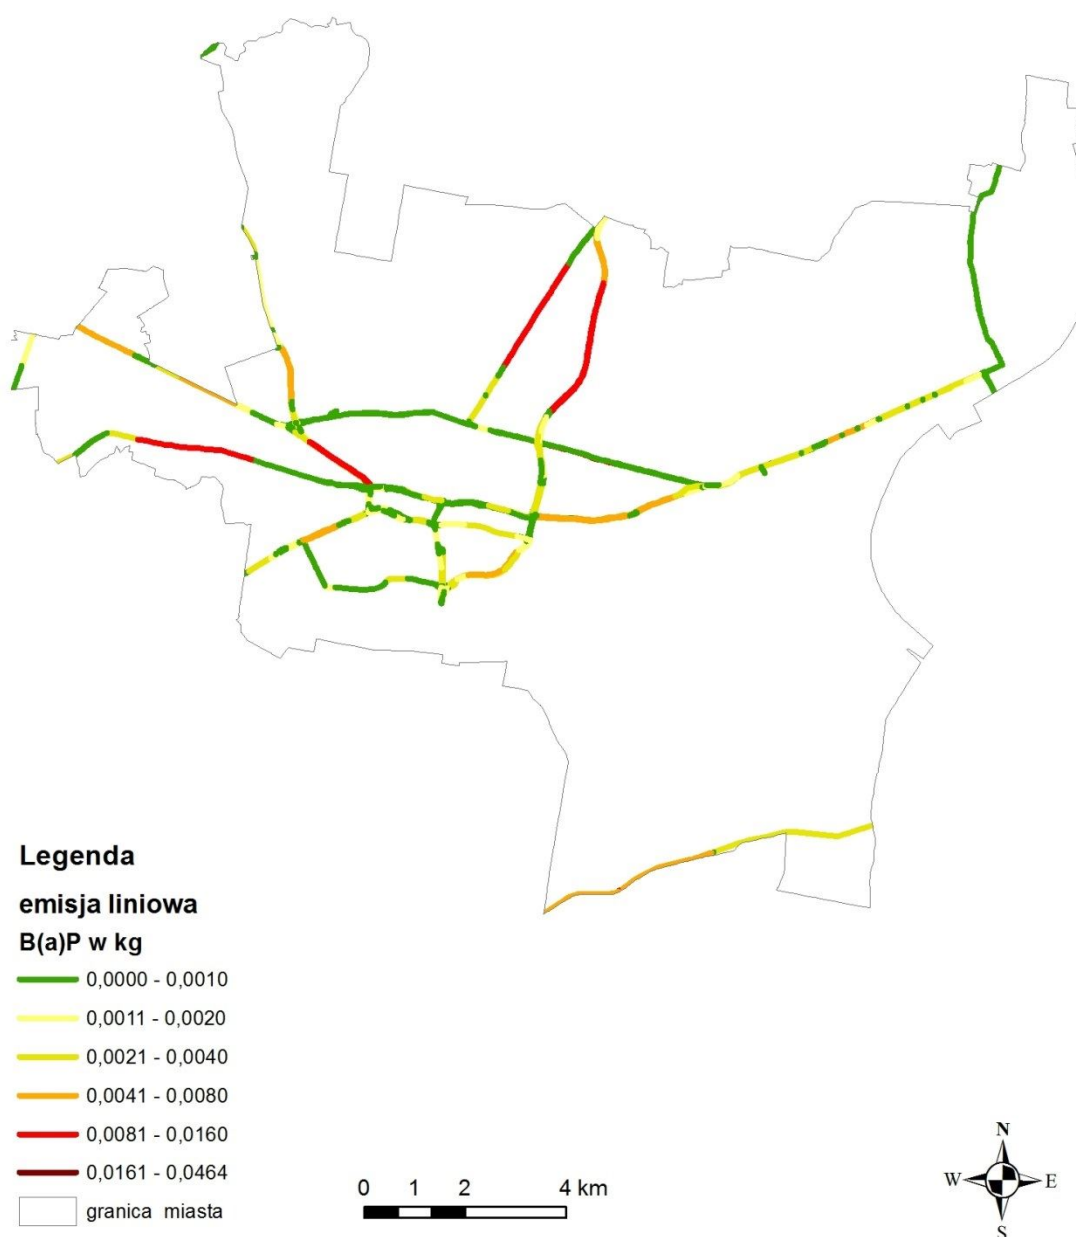 Legenda
emisja liniowa
B(a)P w kg
0,0000 - 0,0010
0,0011 - 0,0020
0,0021 - 0,0040
0,0041 - 0,0080
0,0081 - 0,0160
0,0161 - 0,0464
granica miasta
0 1 2 4 km
N
W E
S